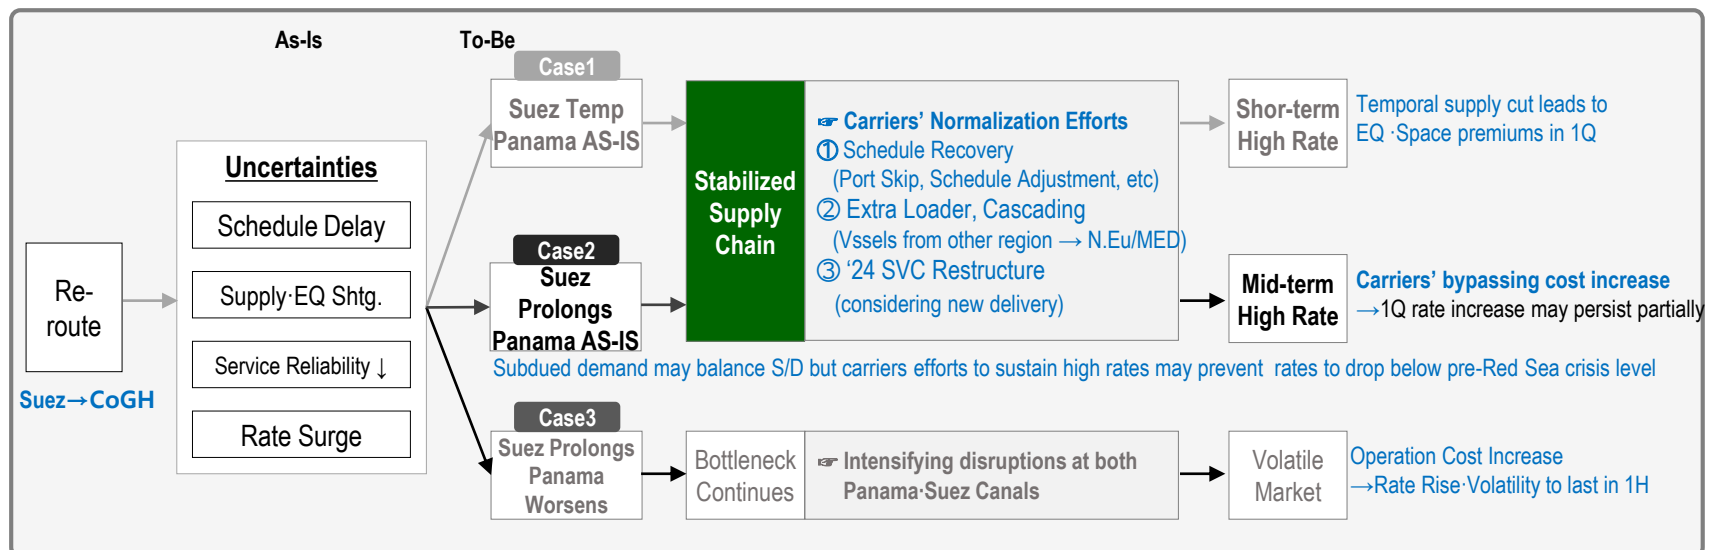 As-Is
To-Be
Re-
route
Suez→CoGH
Uncertainties
Schedule Delay
Supply·EQ Shtg.
Service Reliability ↓
Rate Surge
Case1
Suez Temp
Panama AS-IS
Case2
Suez
Prolongs
Panama AS-IS
Stabilized
Supply
Chain
☞ Carriers’ Normalization Efforts
① Schedule Recovery
(Port Skip, Schedule Adjustment, etc)
② Extra Loader, Cascading
(Vssels from other region → N.Eu/MED)
③ ‘24 SVC Restructure
(considering new delivery)
Shor-term
High Rate
Temporal supply cut leads to
EQ ·Space premiums in 1Q
Mid-term
High Rate
Carriers’ bypassing cost increase
→1Q rate increase may persist partially
Subdued demand may balance S/D but carriers efforts to sustain high rates may prevent rates to drop below pre-Red Sea crisis level
Case3
Suez Prolongs
Panama
Worsens
Bottleneck
Continues
☞ Intensifying disruptions at both
Panama·Suez Canals
Volatile
Market
Operation Cost Increase
→Rate Rise·Volatility to last in 1H